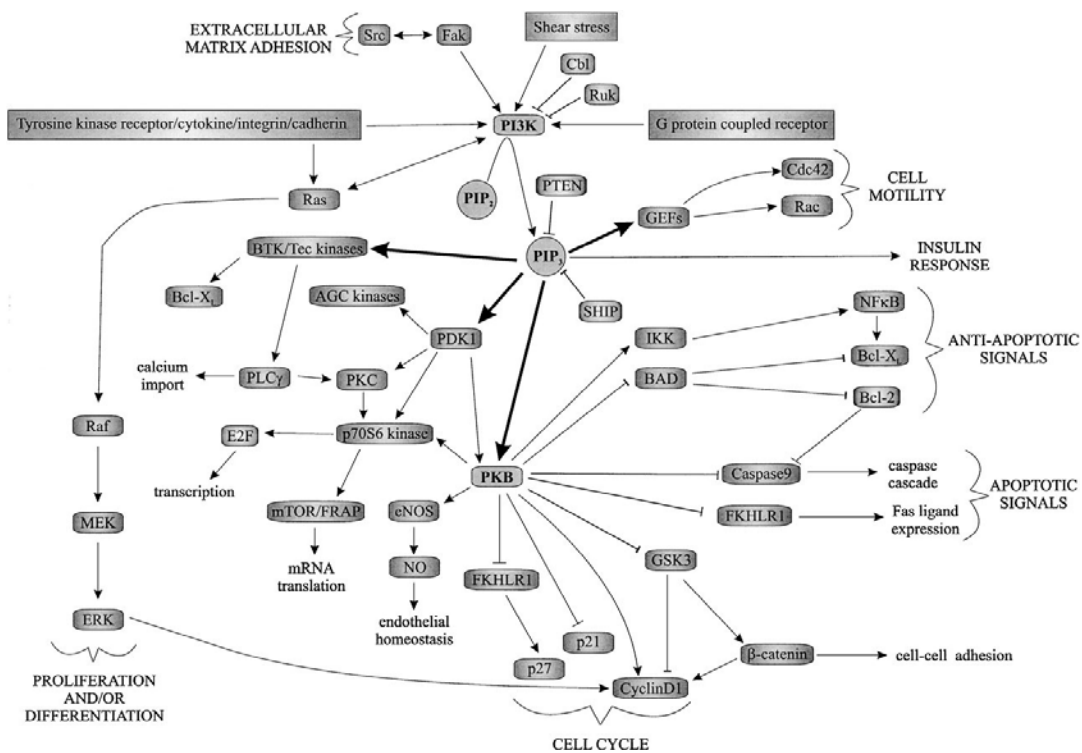 EXTRACELLULAR
MATRIX ADHESION
Src
Fak
Shear stress
Cbl
Ruk
Tyrosine kinase receptor/cytokine/integrin/cadherin
PI3K
G protein coupled receptor
Ras
PIP₂
PTEN
GEFs
Cdc42
Rac
CELL
MOTILITY
BTK/Tec kinases
PIP₃
INSULIN
RESPONSE
Bcl-X_L
AGC kinases
SHIP
NFκB
PDK1
IKK
Bcl-X_L
ANTI-APOPTOTIC
SIGNALS
calcium
import
PLCγ
PKC
BAD
Bcl-2
Raf
E2F
p70S6 kinase
transcription
PKB
Caspase9
caspase
cascade
APOPTOTIC
SIGNALS
FKHLR1
Fas ligand
expression
MEK
mTOR/FRAP
eNOS
mRNA
translation
NO
FKHLR1
GSK3
endothelial
homeostasis
ERK
p21
p27
β-catenin
cell-cell adhesion
CyclinD1
PROLIFERATION
AND/OR
DIFFERENTIATION
CELL CYCLE